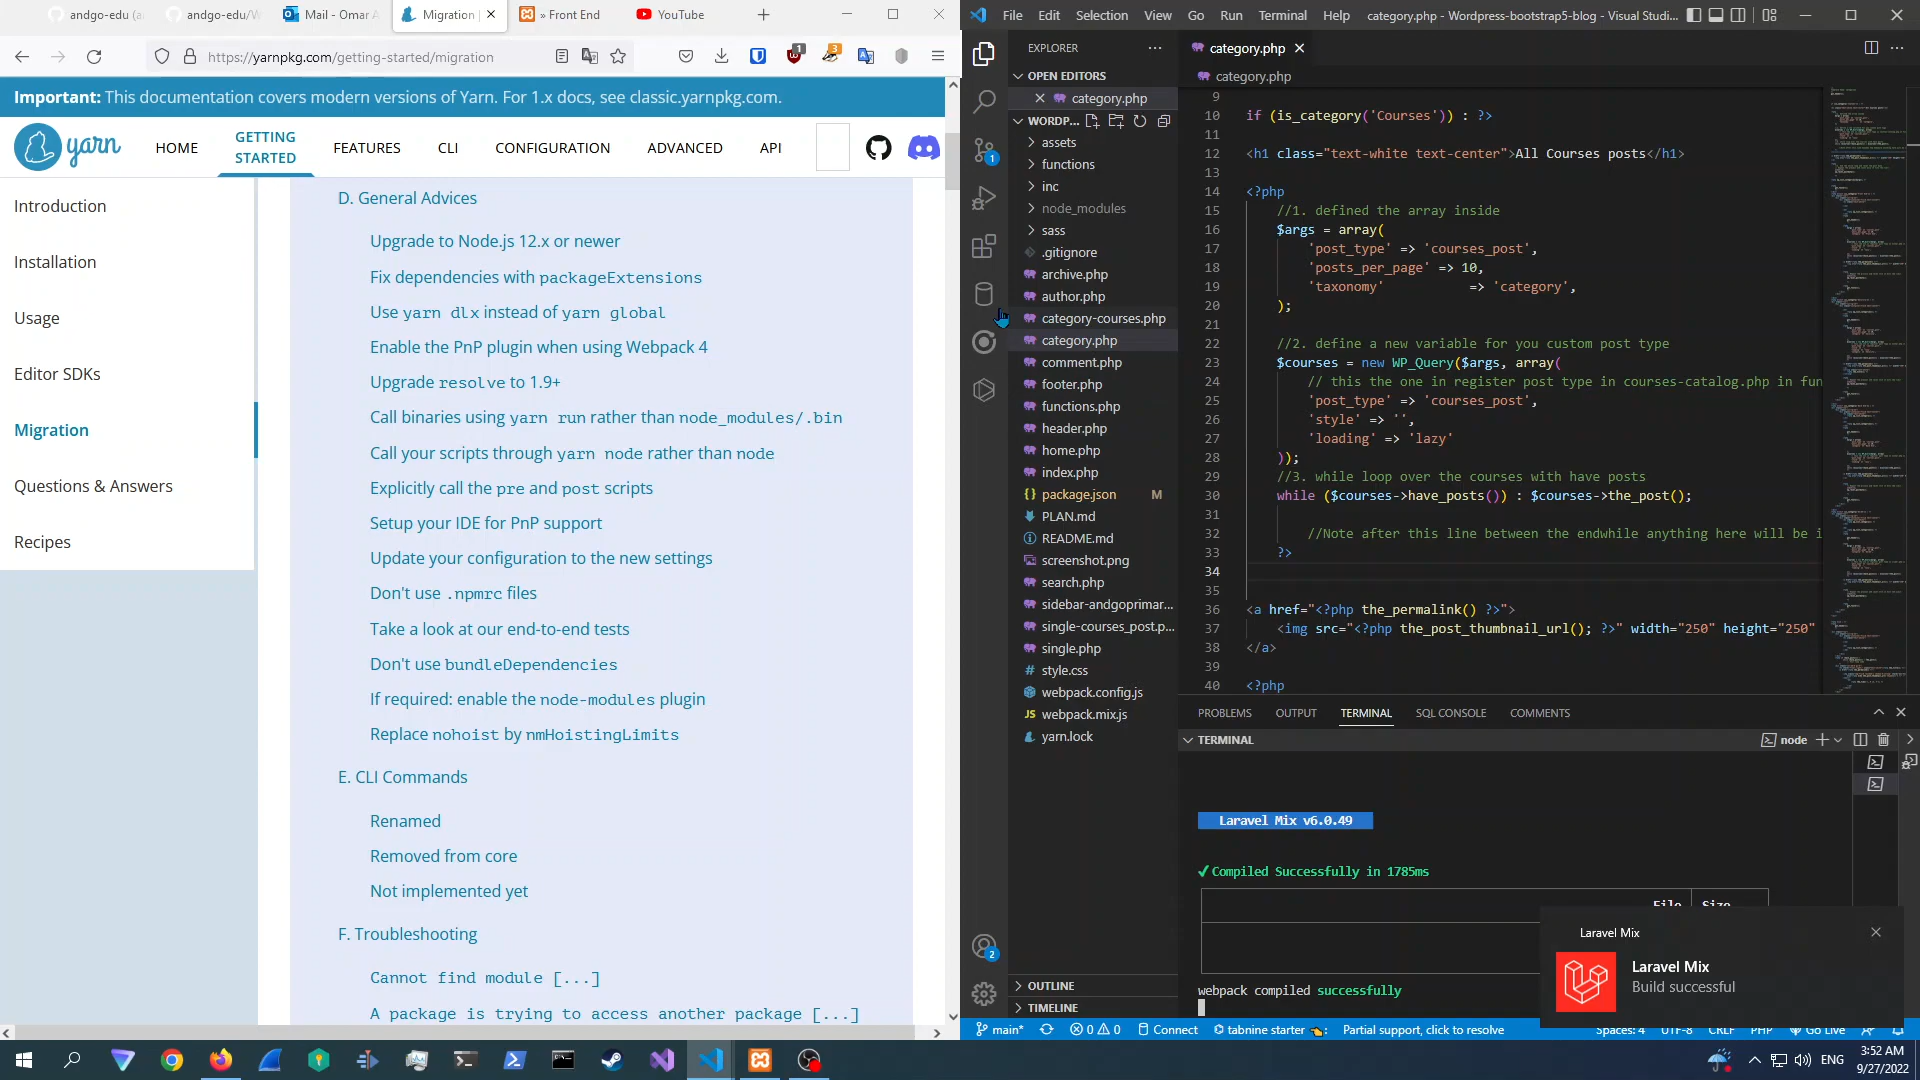 andgo-edu (a
andgo-edu/W
Mail - Omar A
Migration |
» Front End
YouTube
https://yarnpkg.com/getting-started/migration
1
3
Important: This documentation covers modern versions of Yarn. For 1.x docs, see classic.yarnpkg.com.
yarn
HOME
GETTING STARTED
FEATURES
CLI
CONFIGURATION
ADVANCED
API
Introduction
Installation
Usage
Editor SDKs
Migration
Questions & Answers
Recipes
D. General Advices
Upgrade to Node.js 12.x or newer
Fix dependencies with packageExtensions
Use yarn dlx instead of yarn global
Enable the PnP plugin when using Webpack 4
Upgrade resolve to 1.9+
Call binaries using yarn run rather than node_modules/.bin
Call your scripts through yarn node rather than node
Explicitly call the pre and post scripts
Setup your IDE for PnP support
Update your configuration to the new settings
Don't use .npmrc files
Take a look at our end-to-end tests
Don't use bundleDependencies
If required: enable the node-modules plugin
Replace nohoist by nmHoistingLimits
E. CLI Commands
Renamed
Removed from core
Not implemented yet
F. Troubleshooting
Cannot find module [...]
A package is trying to access another package [...]
File Edit Selection View Go Run Terminal Help category.php - Wordpress-bootstrap5-blog - Visual Studi...
EXPLORER
OPEN EDITORS
category.php
WORDP...
assets
functions
inc
node_modules
sass
.gitignore
archive.php
author.php
category-courses.php
category.php
comment.php
footer.php
functions.php
header.php
home.php
index.php
package.json M
PLAN.md
README.md
screenshot.png
search.php
sidebar-andgoprimar...
single-courses_post.p...
single.php
style.css
webpack.config.js
webpack.mix.js
yarn.lock
OUTLINE
TIMELINE
1
2
category.php
category.php
9
10 if (is_category('Courses')) : ?>
11
12 <h1 class="text-white text-center">All Courses posts</h1>
13
14 <?php
15 //1. defined the array inside
16 $args = array(
17 'post_type' => 'courses_post',
18 'posts_per_page' => 10,
19 'taxonomy' => 'category',
20 );
21
22 //2. define a new variable for you custom post type
23 $courses = new WP_Query($args, array(
24 // this the one in register post type in courses-catalog.php in fun
25 'post_type' => 'courses_post',
26 'style' => '',
27 'loading' => 'lazy'
28 ));
29 //3. while loop over the courses with have posts
30 while ($courses->have_posts()) : $courses->the_post();
31
32 //Note after this line between the endwhile anything here will be i
33 ?>
34
35
36 <a href="<?php the_permalink() ?>">
37 <img src="<?php the_post_thumbnail_url(); ?>" width="250" height="250"
38 </a>
39
40 <?php
PROBLEMS OUTPUT TERMINAL SQL CONSOLE COMMENTS
TERMINAL
node
Laravel Mix v6.0.49
✔Compiled Successfully in 1785ms
File Size
webpack compiled successfully
Laravel Mix
Laravel Mix
Build successful
main* 0 0 Connect tabnine starter Partial support, click to resolve Spaces: 4 UTF-8 CRLF PHP Go Live
ENG
3:52 AM
9/27/2022